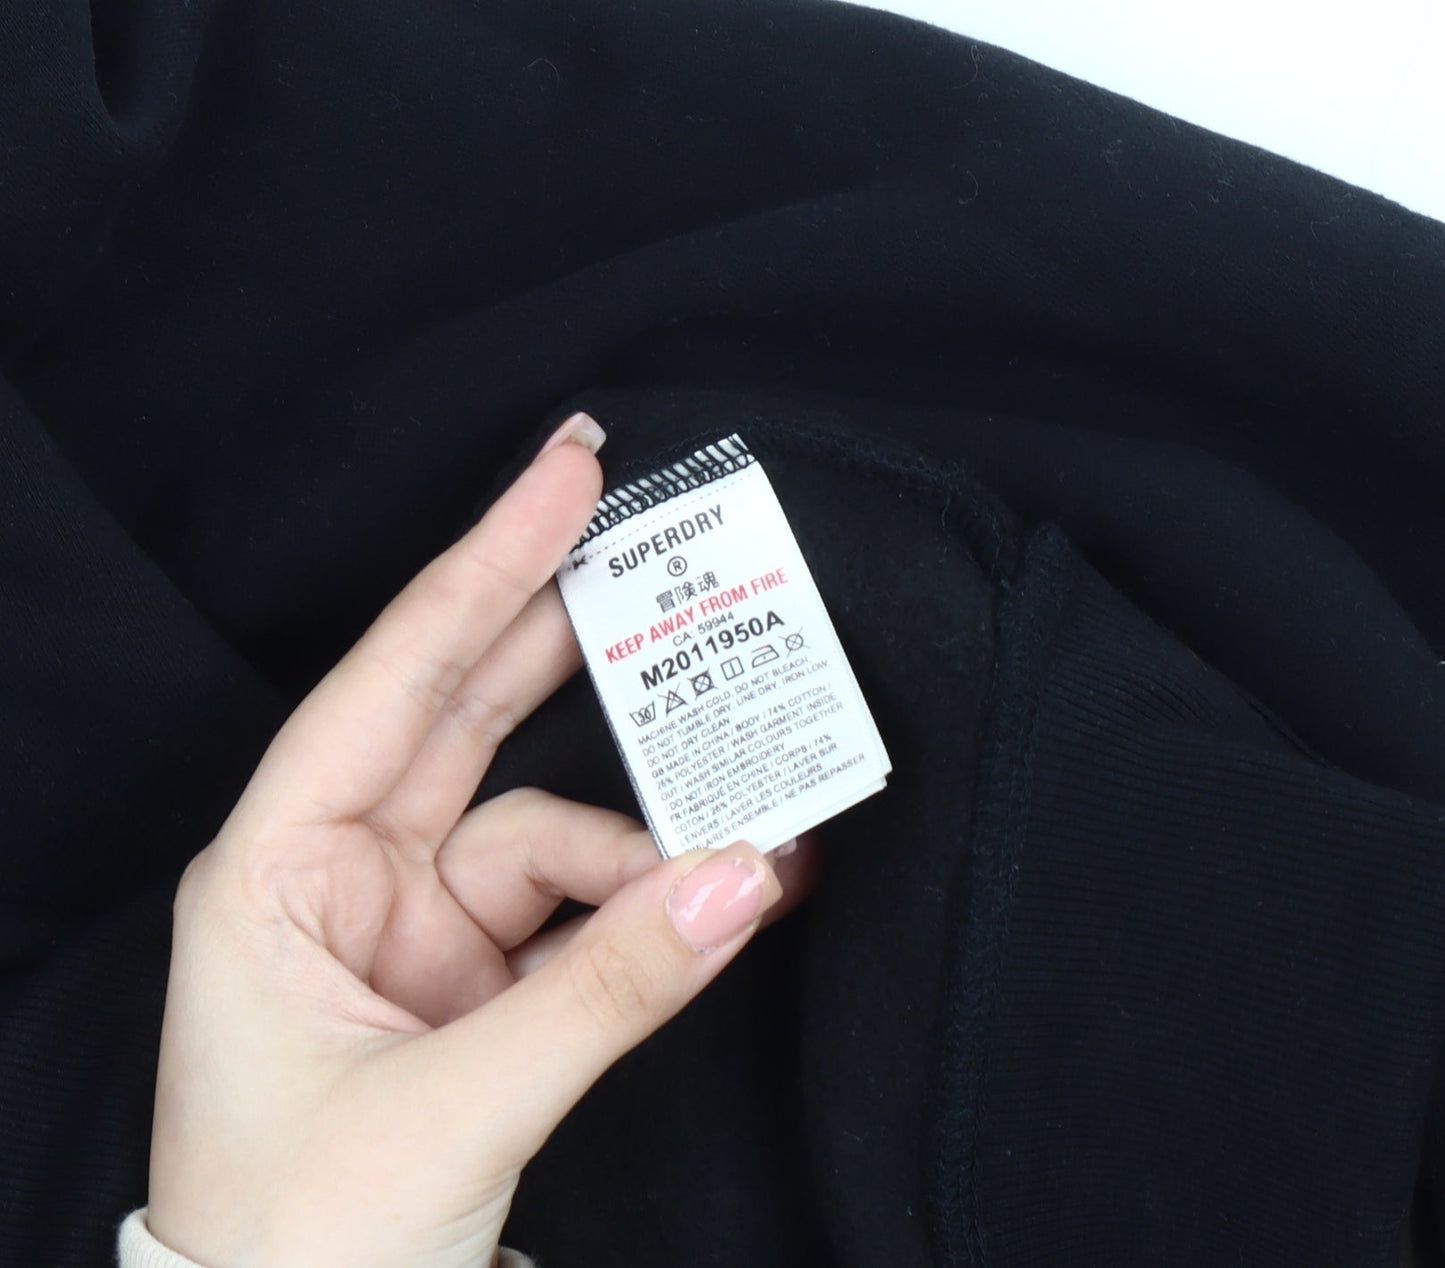 SUPERDRY
®
冒険魂
KEEP AWAY FROM FIRE
CA: 59944
M2011950A
30
MACHINE WASH COLD, DO NOT BLEACH,
DO NOT TUMBLE DRY, LINE DRY, IRON LOW,
DO NOT DRY CLEAN
GB MADE IN CHINA / BODY / 74% COTTON /
26% POLYESTER / WASH GARMENT INSIDE
OUT / WASH SIMILAR COLOURS TOGETHER
/ DO NOT IRON EMBROIDERY
FR FABRIQUÉ EN CHINE / CORPS / 74%
COTON / 26% POLYESTER / LAVER SUR
L'ENVERS / LAVER LES COULEURS
SIMILAIRES ENSEMBLE / NE PAS REPASSER